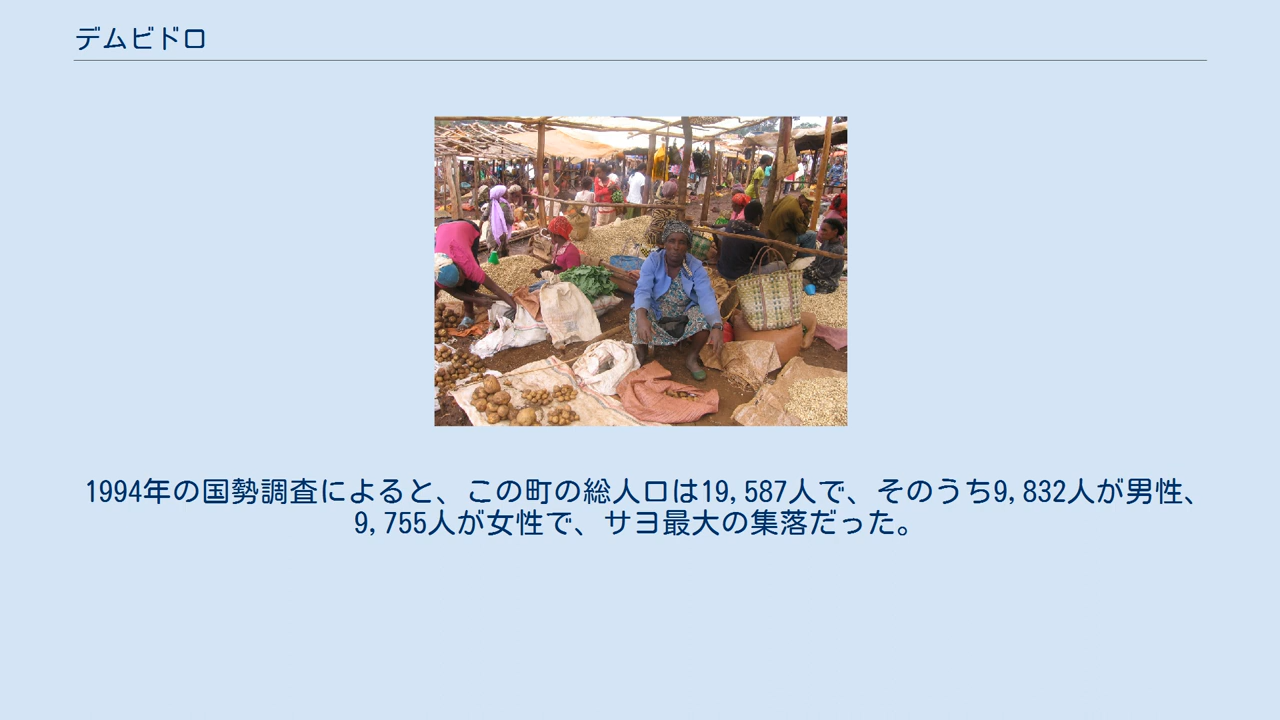 デムビドロ
1994年の国勢調査によると、この町の総人口は19,587人で、そのうち9,832人が男性、
9,755人が女性で、サヨ最大の集落だった。